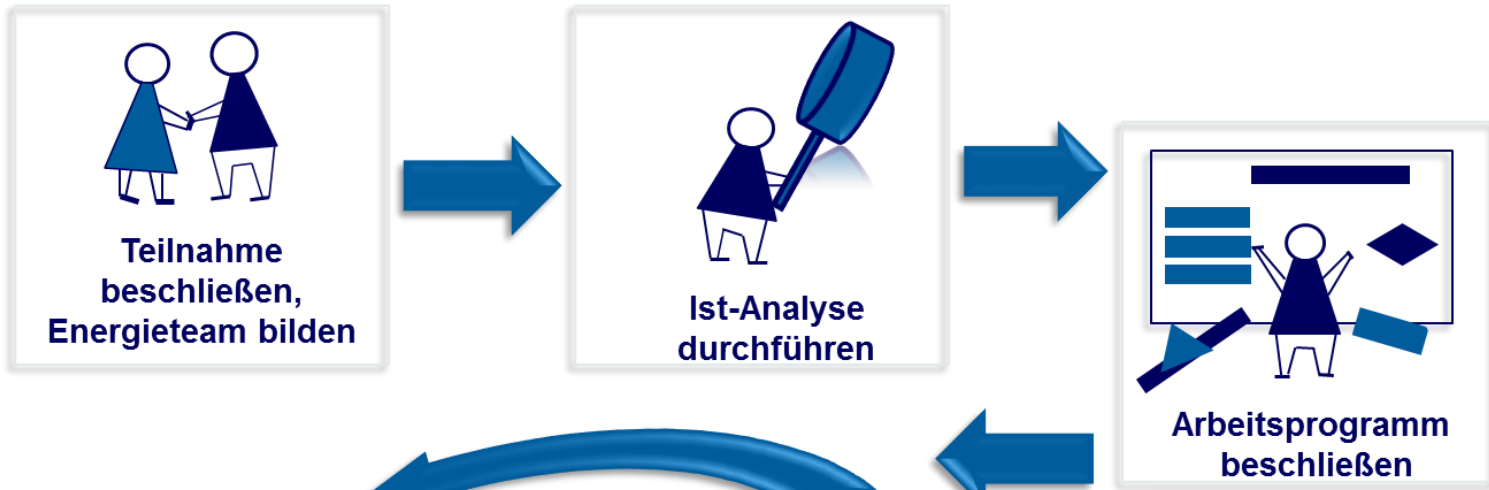 Teilnahme
beschließen,
Energieteam bilden
Ist-Analyse
durchführen
Arbeitsprogramm
beschließen